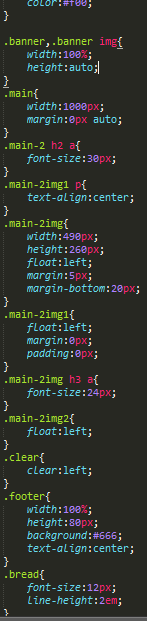 color:#f00;
}
.banner,.banner img{
width:100%;
height:auto;
}
.main{
width:1000px;
margin:0px auto;
}
.main-2 h2 a{
font-size:30px;
}
.main-2img1 p{
text-align:center;
}
.main-2img{
width:490px;
height:260px;
float:left;
margin:5px;
margin-bottom:20px;
}
.main-2img1{
float:left;
margin:0px;
padding:0px;
}
.main-2img h3 a{
font-size:24px;
}
.main-2img2{
float:left;
}
.clear{
clear:left;
}
.footer{
width:100%;
height:80px;
background:#666;
text-align:center;
}
.bread{
font-size:12px;
line-height:2em;
}